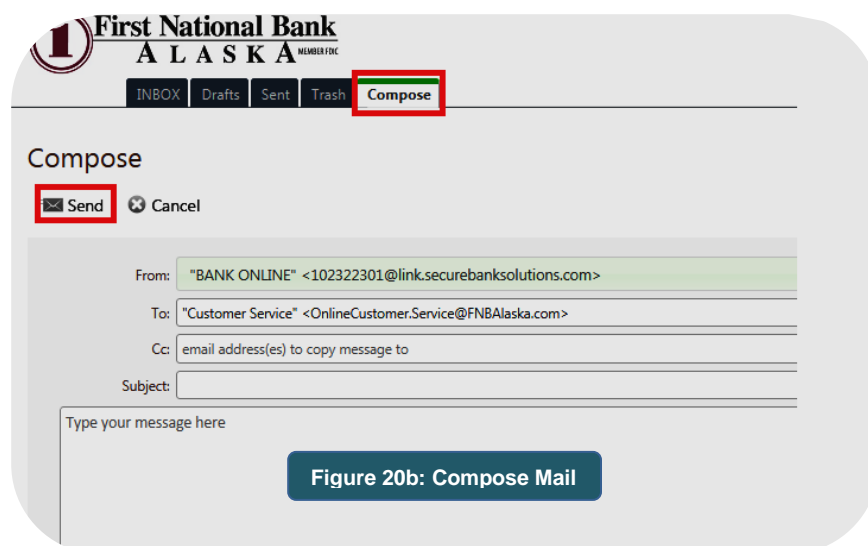 First National Bank
ALASKA MEMBER FDIC
INBOX Drafts Sent Trash Compose
Compose
Send Cancel
From: "BANK ONLINE" <102322301@link.securebanksolutions.com>
To: "Customer Service" <OnlineCustomer.Service@FNBAlaska.com>
Cc: email address(es) to copy message to
Subject:
Type your message here
Figure 20b: Compose Mail